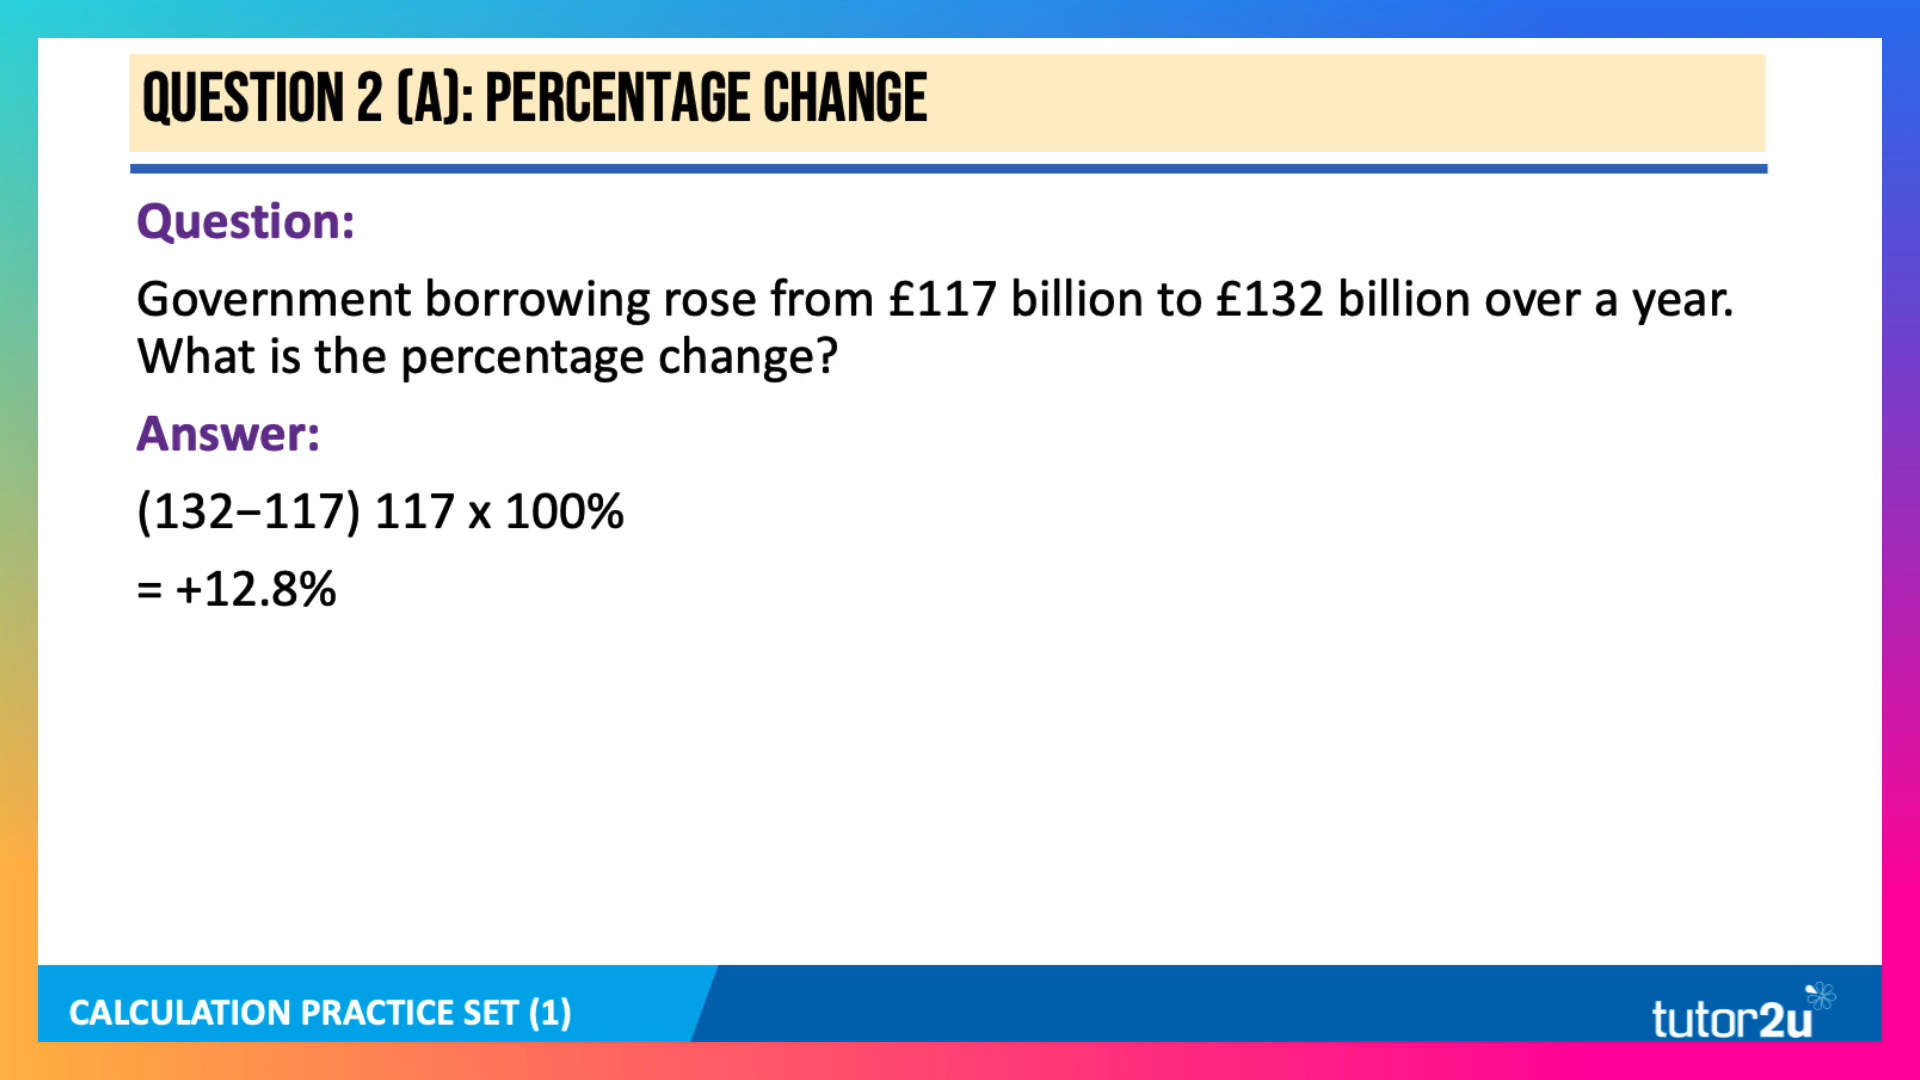 QUESTION 2 (A): PERCENTAGE CHANGE
Question:
Government borrowing rose from £117 billion to £132 billion over a year.
What is the percentage change?
Answer:
(132−117) 117 x 100%
= +12.8%
CALCULATION PRACTICE SET (1)
tutor2u